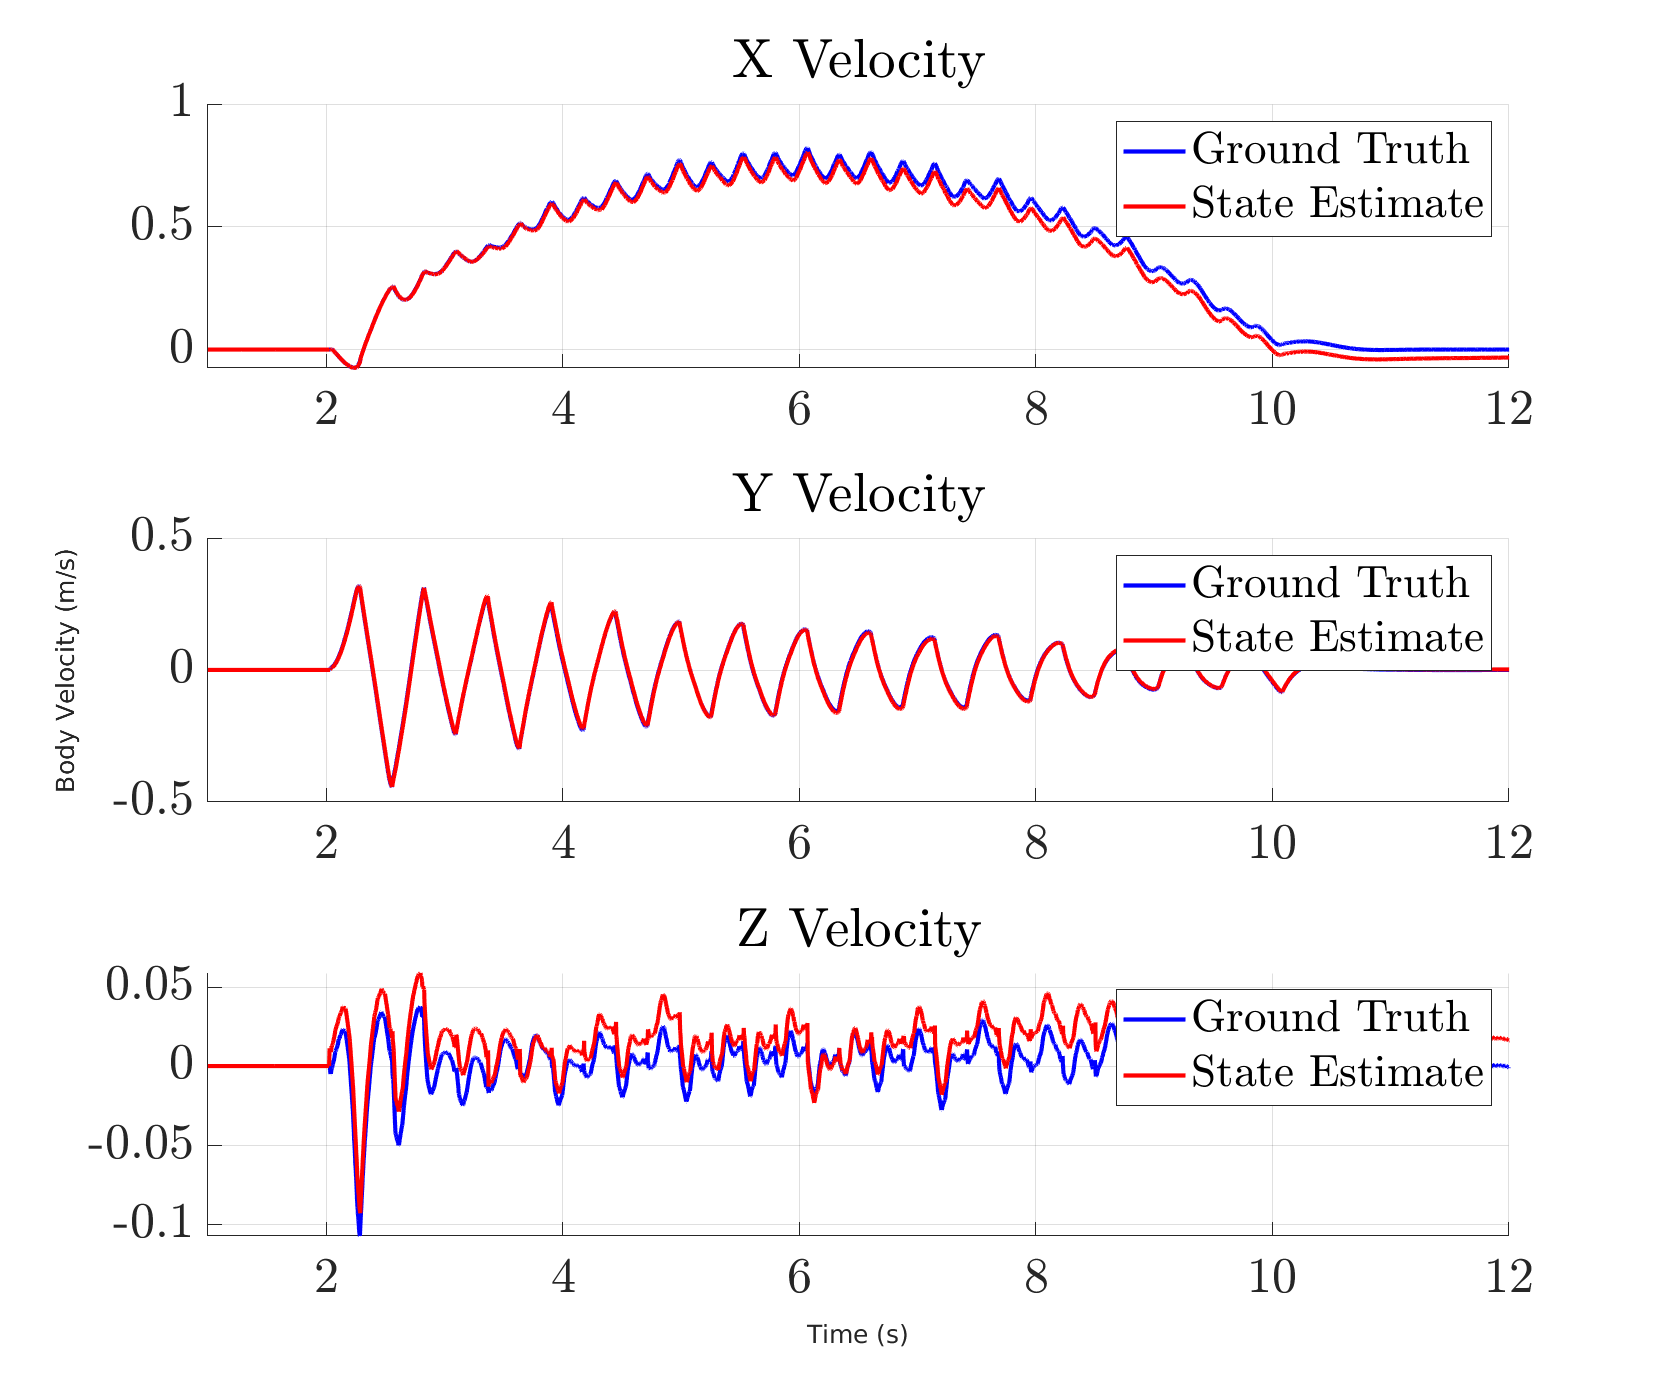 X Velocity
1
0.5
0
Ground Truth
State Estimate
2 4 6 8 10 12
Y Velocity
0.5
0
-0.5
Ground Truth
State Estimate
2 4 6 8 10 12
Body Velocity (m/s)
Z Velocity
0.05
0
-0.05
-0.1
Ground Truth
State Estimate
2 4 6 8 10 12
Time (s)